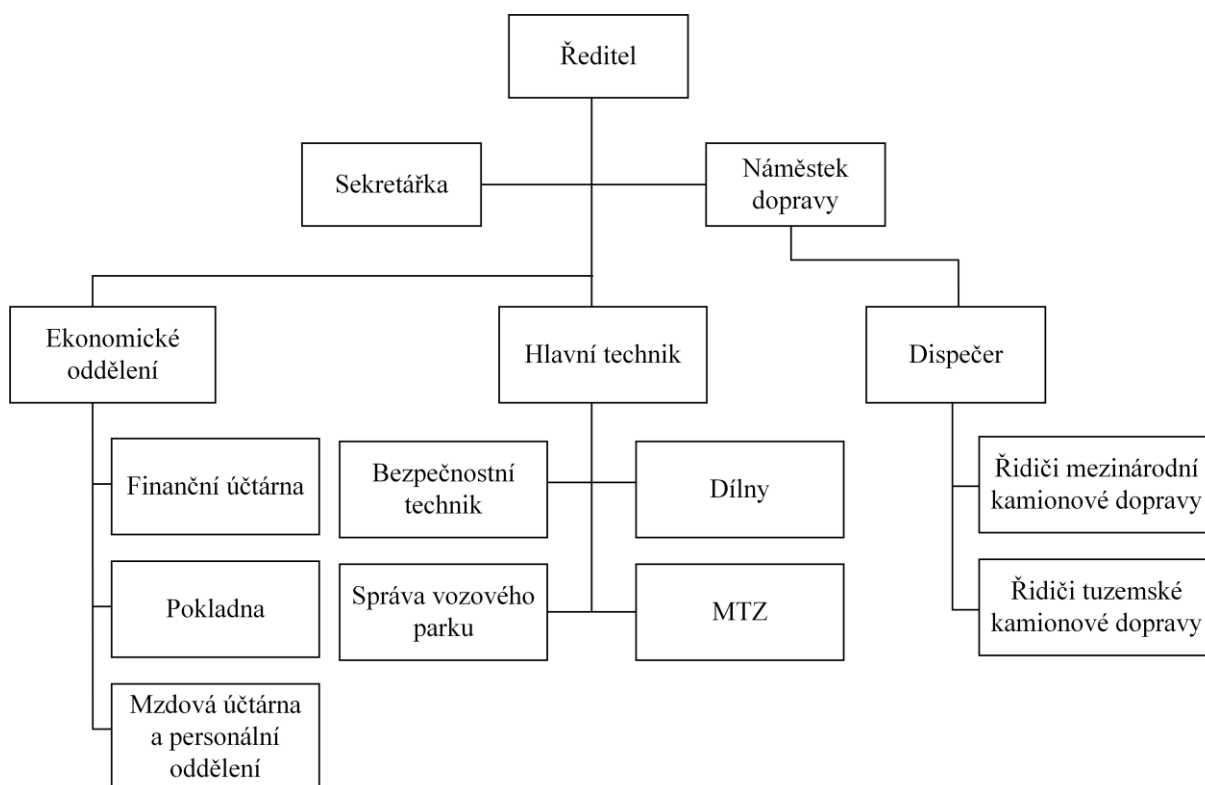 Ředitel
Sekretářka
Náměstek
dopravy
Ekonomické
oddělení
Hlavní technik
Dispečer
Finanční účtárna
Bezpečnostní
technik
Dílny
Řidiči mezinárodní
kamionové dopravy
Pokladna
Správa vozového
parku
MTZ
Řidiči tuzemské
kamionové dopravy
Mzdová účtárna
a personální
oddělení